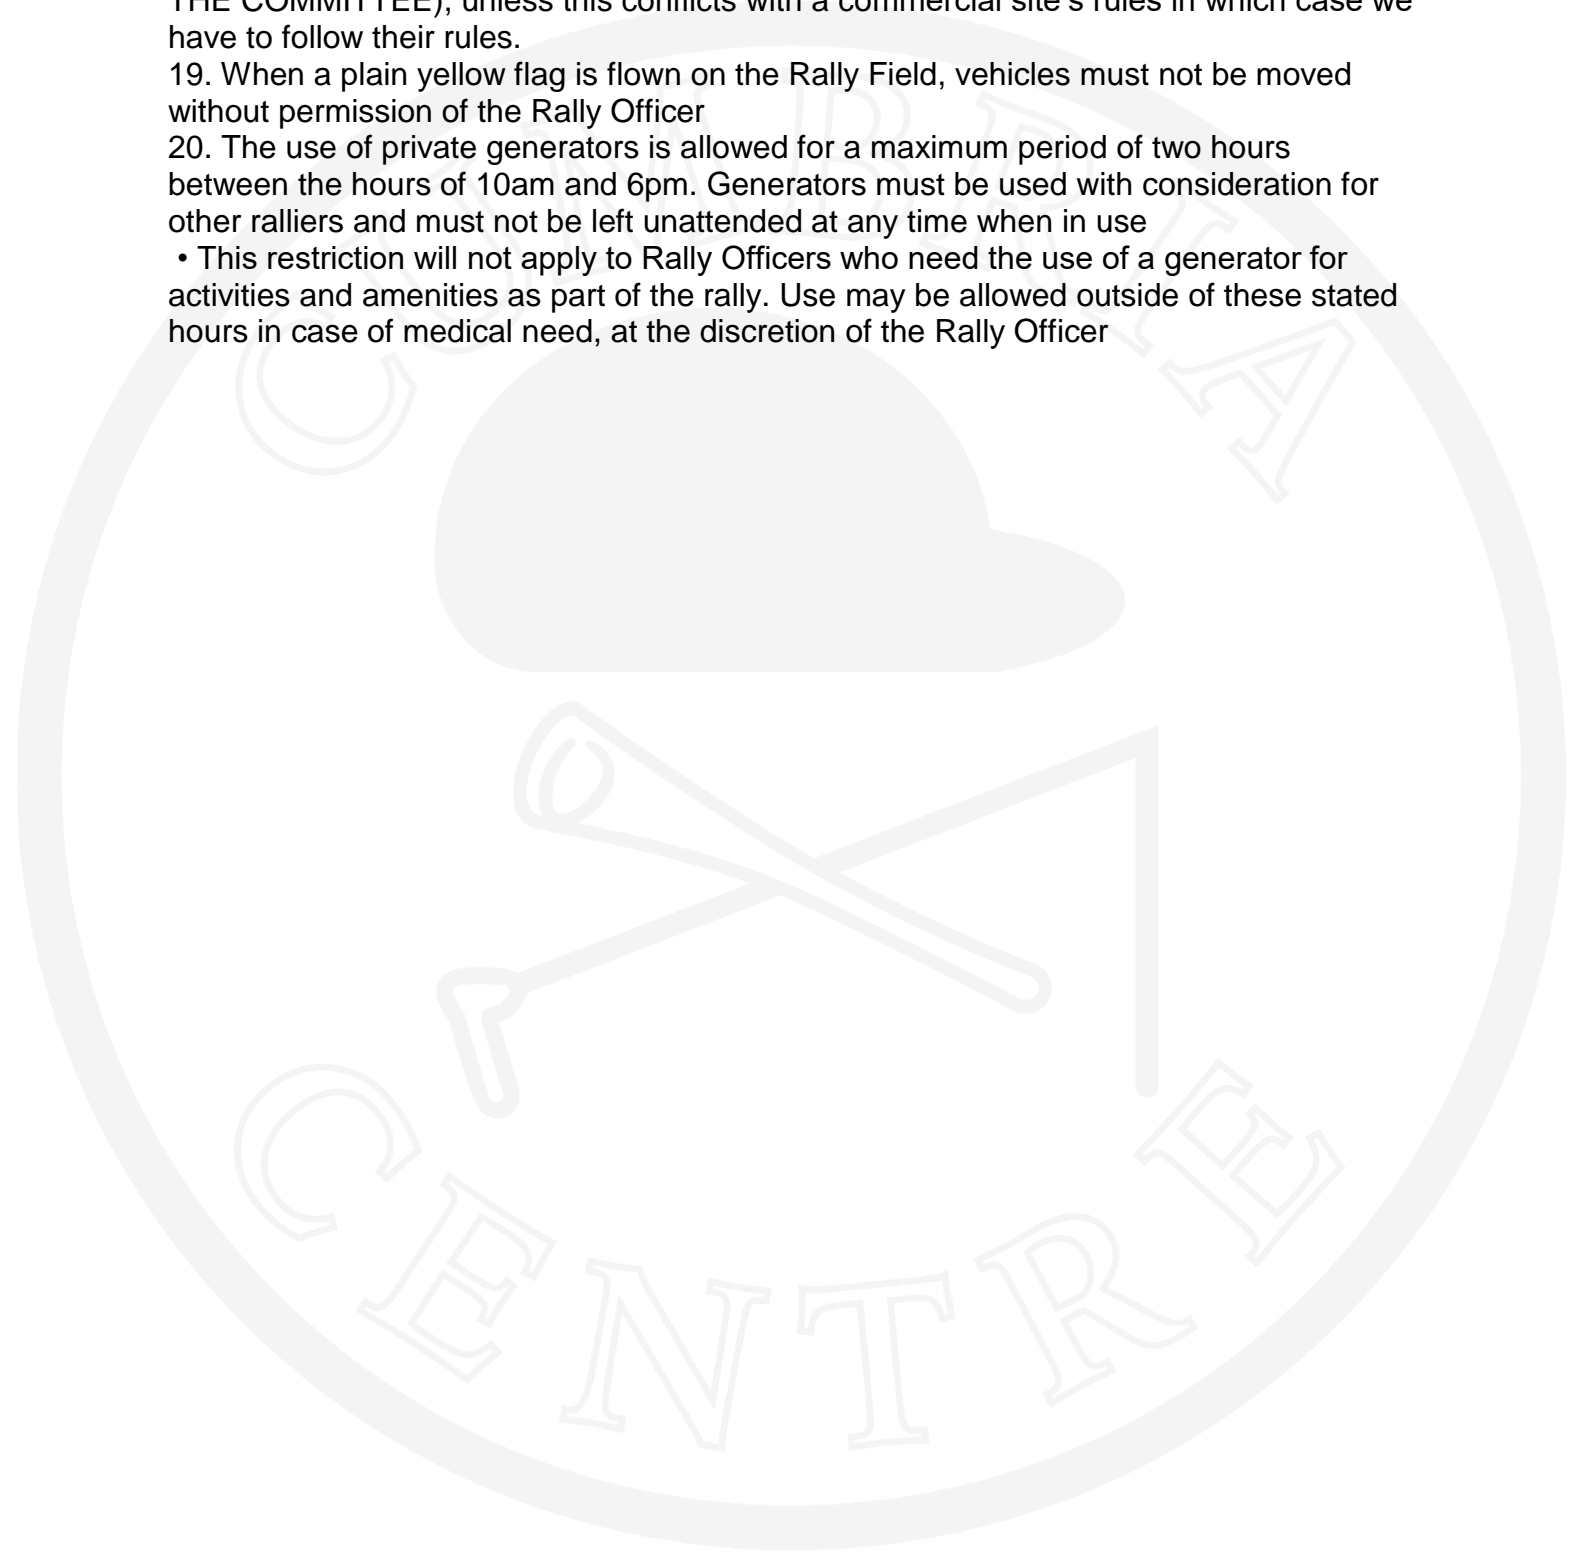 THE COMMITTEE), unless this conflicts with a commercial site's rules in which case we
have to follow their rules.
19. When a plain yellow flag is flown on the Rally Field, vehicles must not be moved
without permission of the Rally Officer
20. The use of private generators is allowed for a maximum period of two hours
between the hours of 10am and 6pm. Generators must be used with consideration for
other ralliers and must not be left unattended at any time when in use
• This restriction will not apply to Rally Officers who need the use of a generator for
activities and amenities as part of the rally. Use may be allowed outside of these stated
hours in case of medical need, at the discretion of the Rally Officer
CUMBRIA
CENTRE